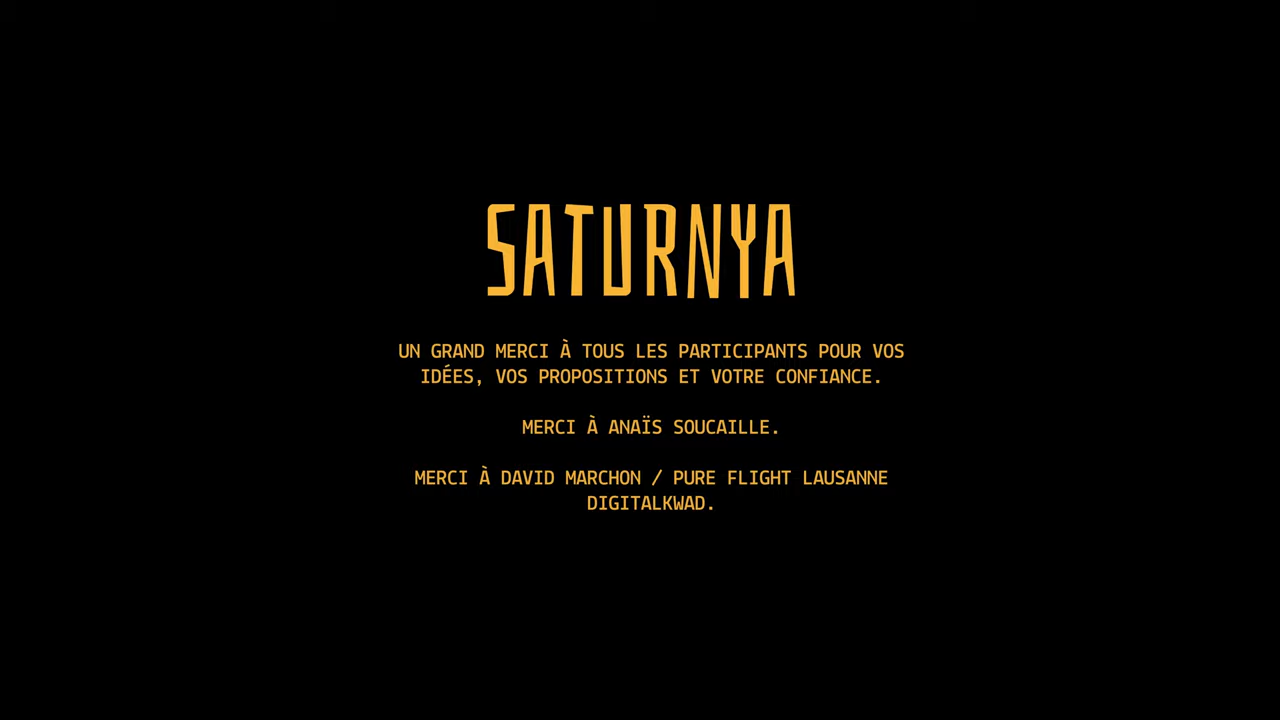 SATURNYA
UN GRAND MERCI À TOUS LES PARTICIPANTS POUR VOS
IDÉES, VOS PROPOSITIONS ET VOTRE CONFIANCE.
MERCI À ANAÏS SOUCAILLE.
MERCI À DAVID MARCHON / PURE FLIGHT LAUSANNE
DIGITALKWAD.